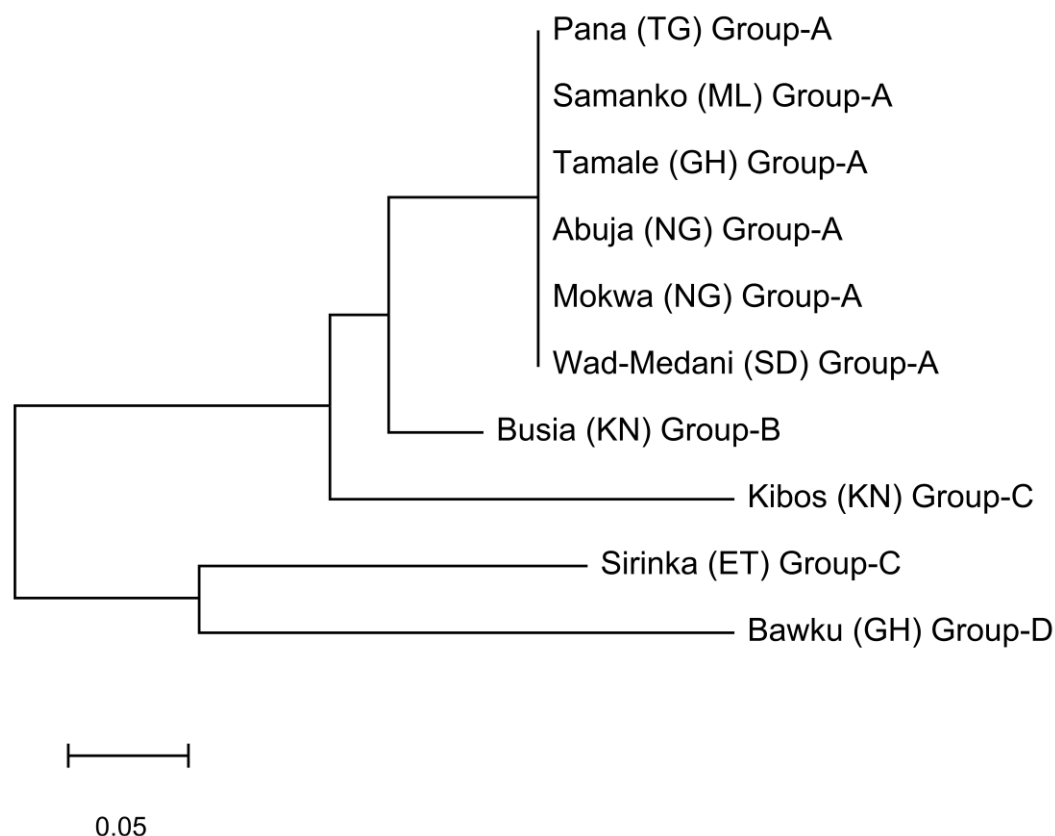 Pana (TG) Group-A
Samanko (ML) Group-A
Tamale (GH) Group-A
Abuja (NG) Group-A
Mokwa (NG) Group-A
Wad-Medani (SD) Group-A
Busia (KN) Group-B
Kibos (KN) Group-C
Sirinka (ET) Group-C
Bawku (GH) Group-D
0.05